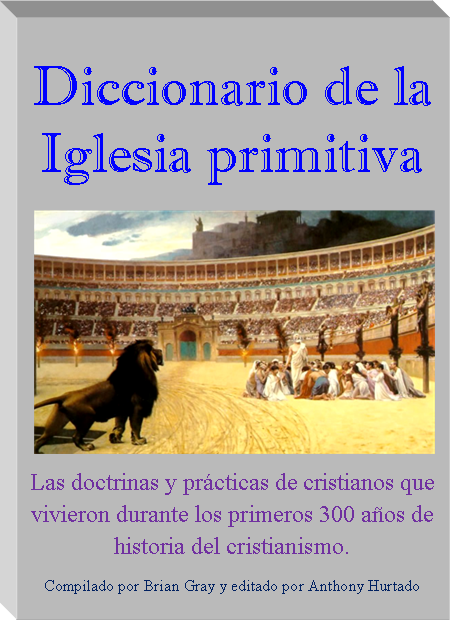 Diccionario de la
Iglesia primitiva
Las doctrinas y prácticas de cristianos que
vivieron durante los primeros 300 años de
historia del cristianismo.
Compilado por Brian Gray y editado por Anthony Hurtado